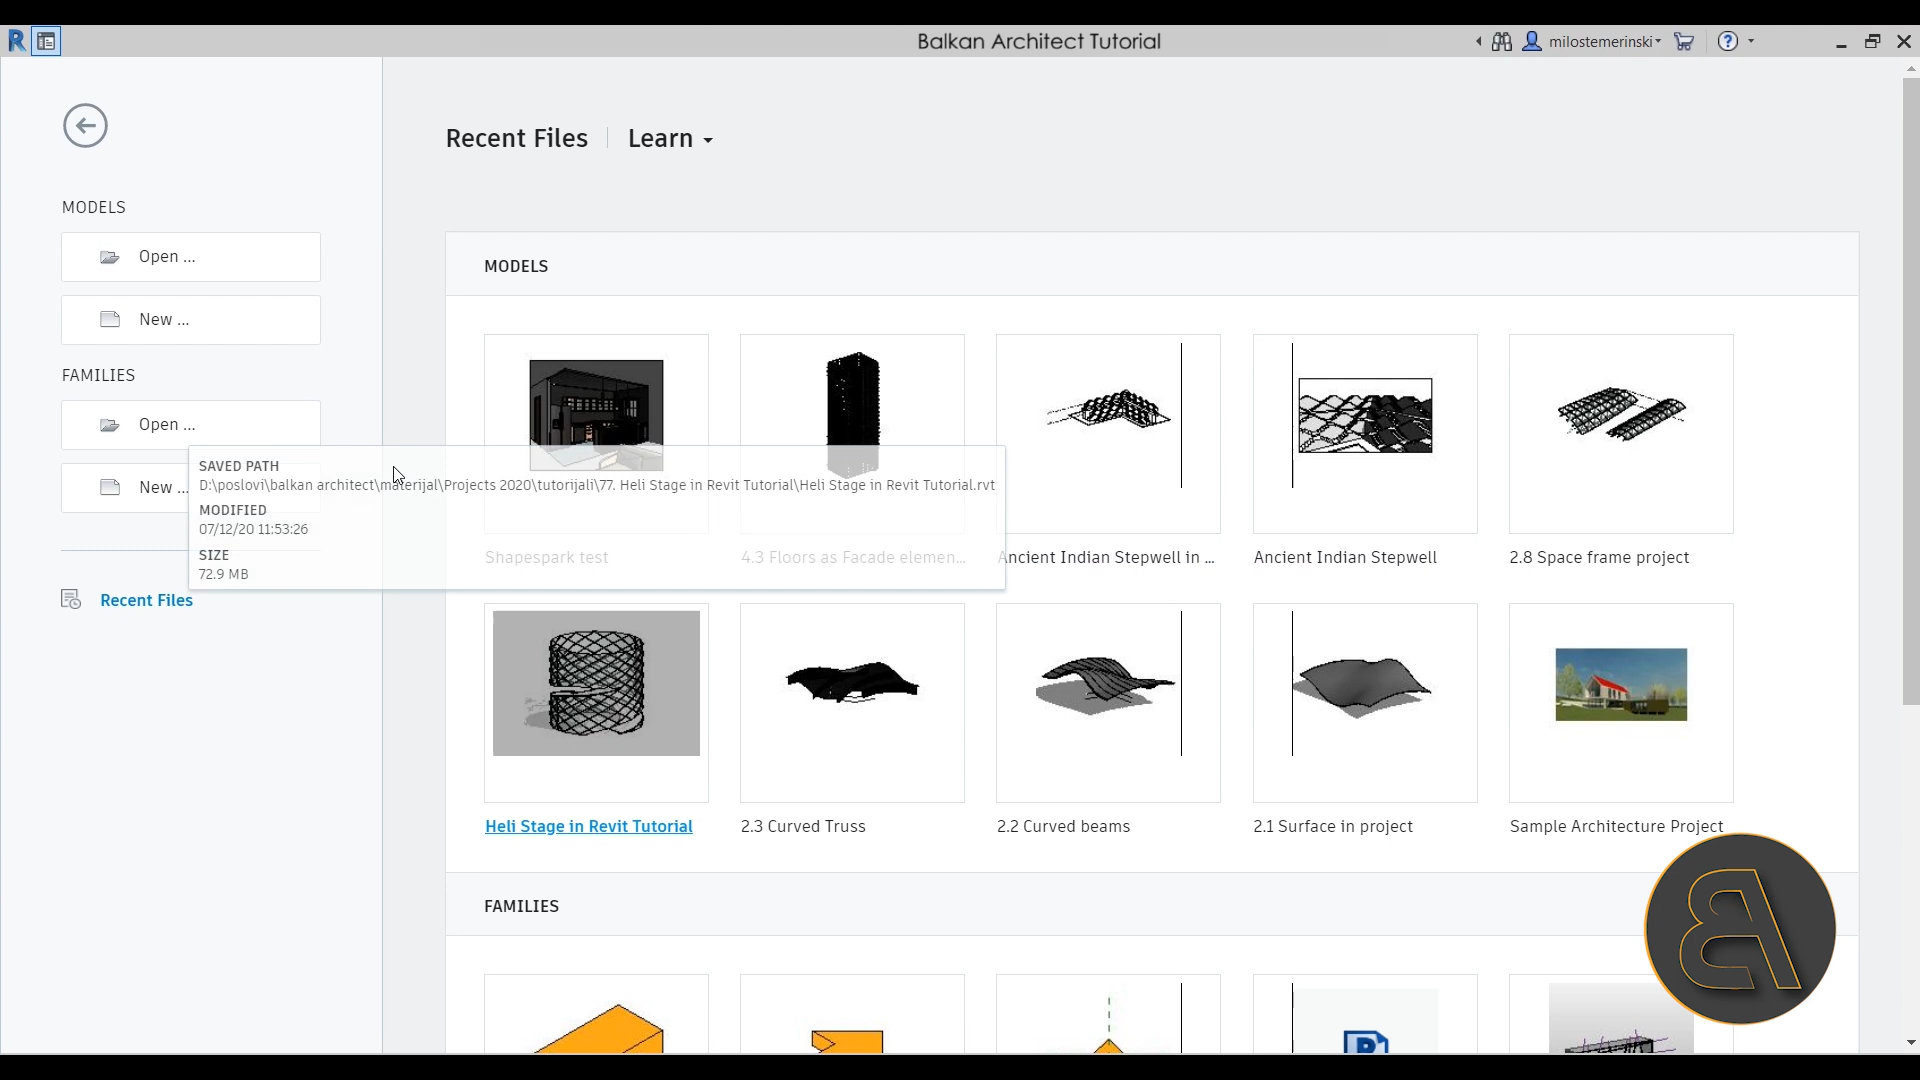 Balkan Architect Tutorial
milostemerinski
Recent Files
Learn
MODELS
Open ...
New ...
FAMILIES
Open ...
New ...
Recent Files
SAVED PATH
D:\poslovi\balkan architect\materijal\Projects 2020\tutorijali\77. Heli Stage in Revit Tutorial\Heli Stage in Revit Tutorial.rvt
MODIFIED
07/12/20 11:53:26
SIZE
72.9 MB
MODELS
Shapespark test
4.3 Floors as Facade elemen...
Ancient Indian Stepwell in ...
Ancient Indian Stepwell
2.8 Space frame project
Heli Stage in Revit Tutorial
2.3 Curved Truss
2.2 Curved beams
2.1 Surface in project
Sample Architecture Project
FAMILIES